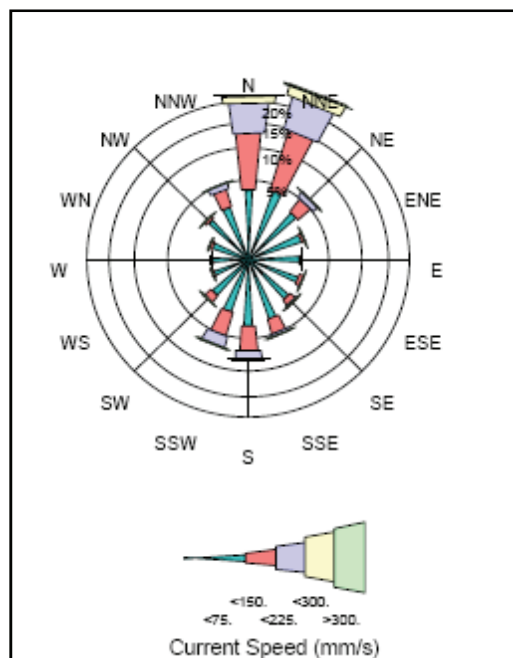 N
NNW NNE
20%
NW 15% NE
10%
WN 5% ENE
W E
WS ESE
SW SE
SSW SSE
S
<150. <300.
<75. <225. >300.
Current Speed (mm/s)